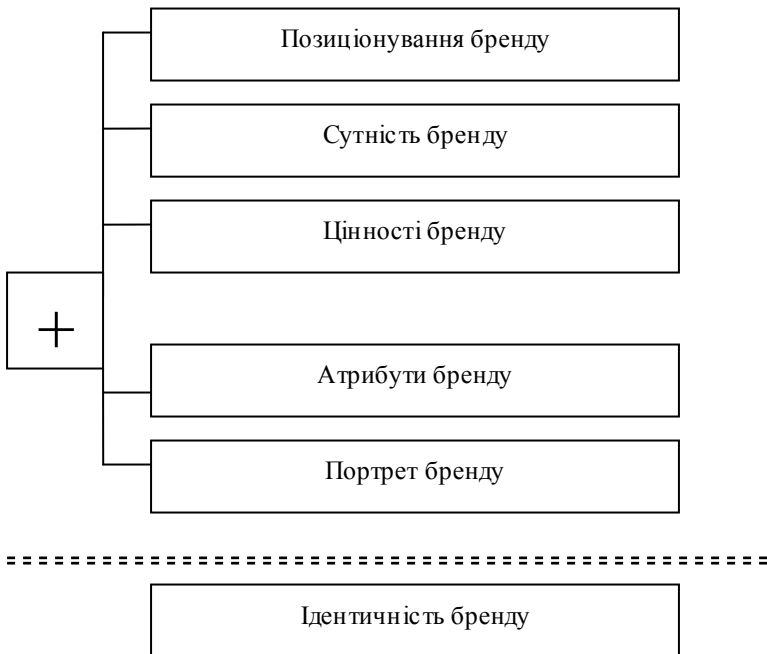 Позиціонування бренду
Сутність бренду
Цінності бренду
+
Атрибути бренду
Портрет бренду
Ідентичність бренду